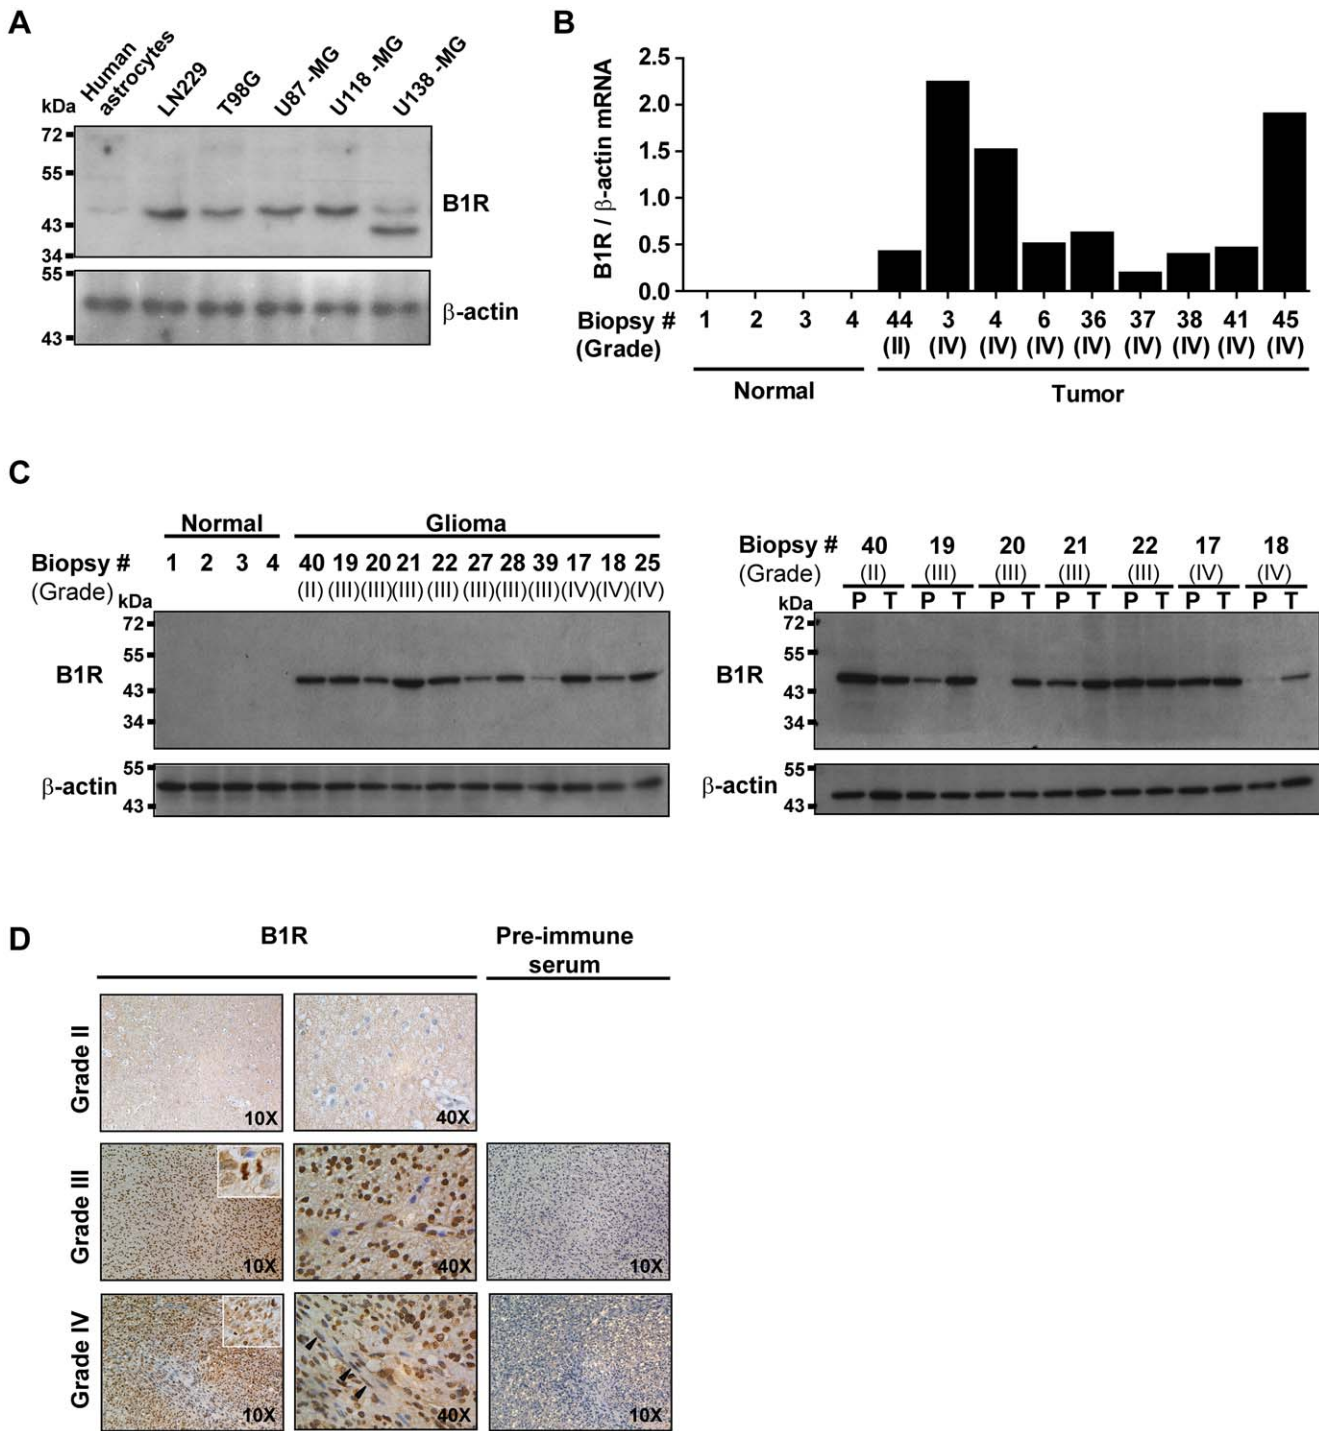 A
Human astrocytes LN229 T98G U87 -MG U118 -MG U138 -MG
kDa
72
55
43
34
B1R
55
43
β-actin
B
B1R / β-actin mRNA
2.5
2.0
1.5
1.0
0.5
0.0
Biopsy # 1 2 3 4 44 3 4 6 36 37 38 41 45
(Grade) (II) (IV) (IV) (IV) (IV) (IV) (IV) (IV) (IV)
Normal Tumor
C
Normal Glioma
Biopsy # 1 2 3 4 40 19 20 21 22 27 28 39 17 18 25
(Grade) (II) (III) (III) (III) (III) (III) (III) (III) (IV) (IV) (IV)
kDa
72
55
B1R
43
34
55
β-actin
43
Biopsy # 40 19 20 21 22 17 18
(Grade) (II) (III) (III) (III) (III) (IV) (IV)
kDa P T P T P T P T P T P T P T
72
55
B1R
43
34
55
β-actin
43
D
B1R Pre-immune
serum
Grade II
10X 40X
Grade III
10X 40X 10X
Grade IV
10X 40X 10X